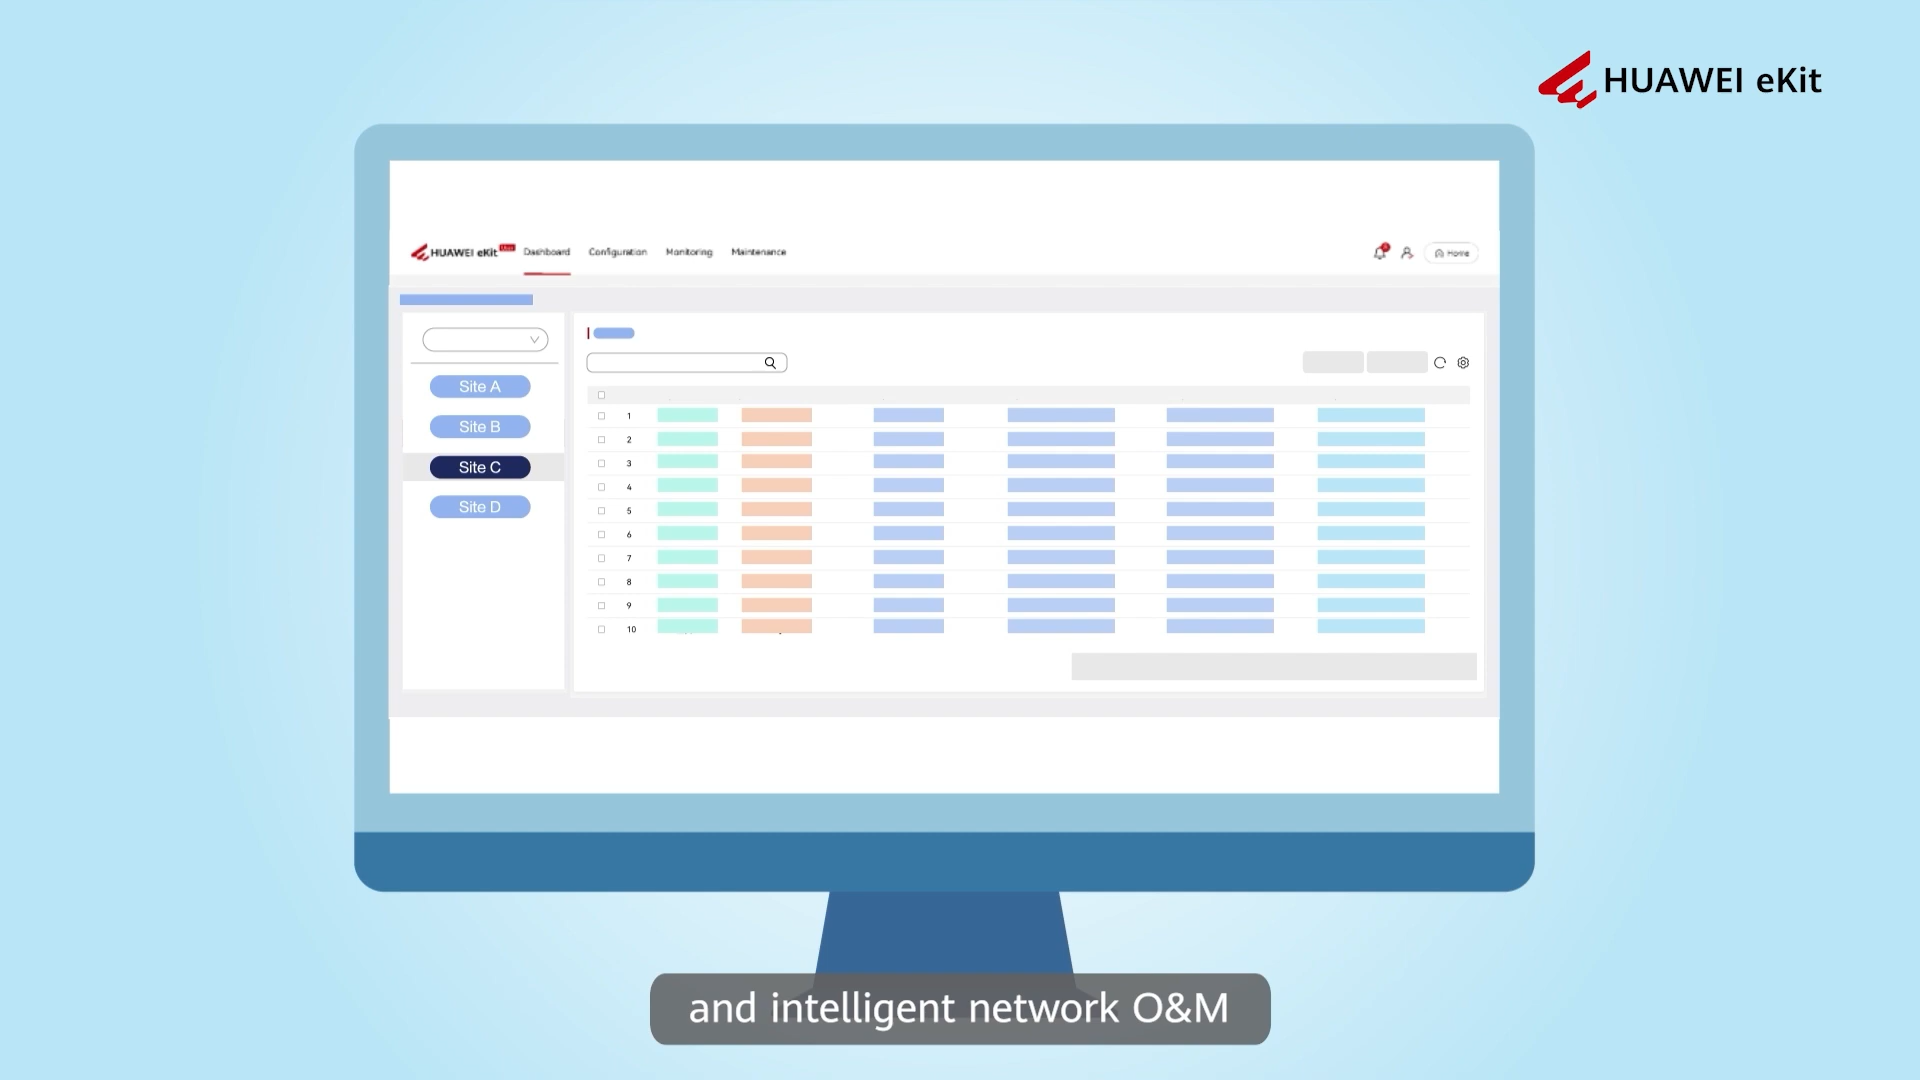 HUAWEI eKit
HUAWEI eKit
Dashboard
Configuration
Monitoring
Maintenance
Home
Site A
Site B
Site C
Site D
1
2
3
4
5
6
7
8
9
10
and intelligent network O&M